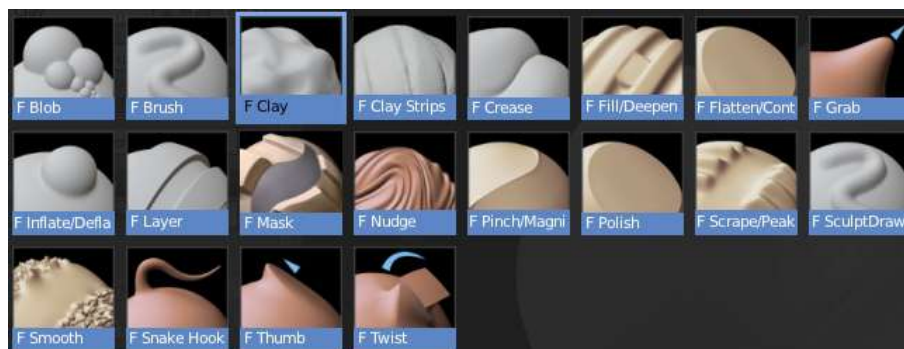 F Blob
F Brush
F Clay
F Clay Strips
F Crease
F Fill/Deepen
F Flatten/Cont
F Grab
F Inflate/Defla
F Layer
F Mask
F Nudge
F Pinch/Magni
F Polish
F Scrape/Peak
F SculptDraw
F Smooth
F Snake Hook
F Thumb
F Twist